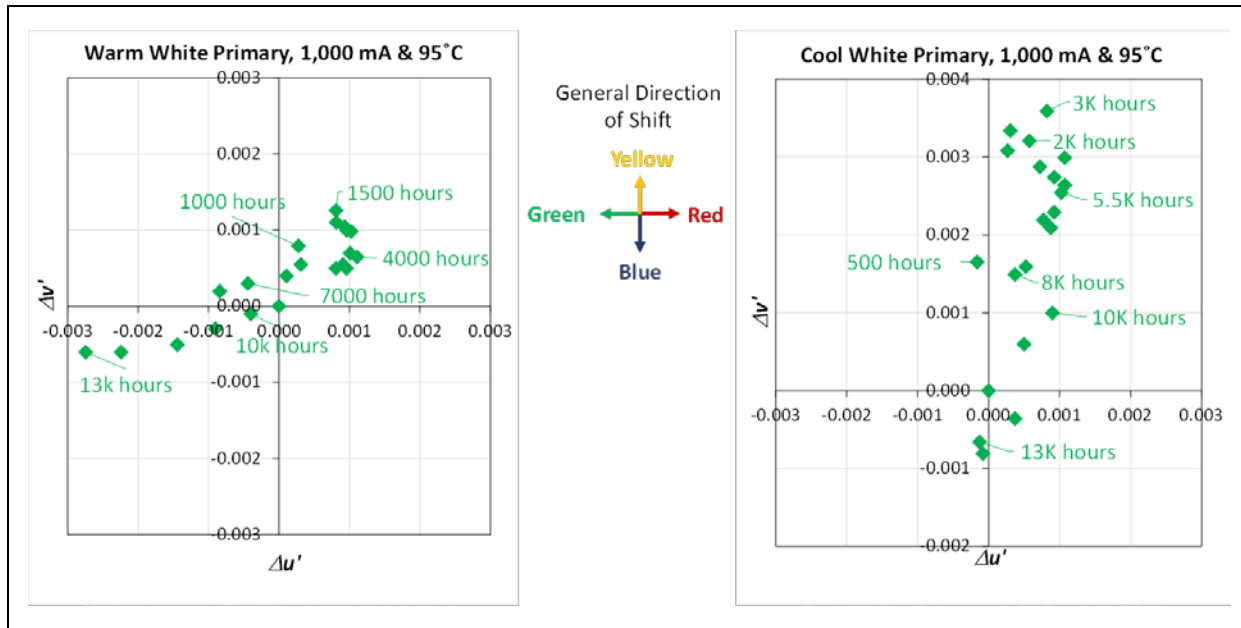 Warm White Primary, 1,000 mA & 95˚C
0.003
0.002
1500 hours
1000 hours
0.001
4000 hours
Δv'
7000 hours
0.000
-0.003 -0.002 -0.001 0.000 0.001 0.002 0.003
10k hours
13k hours
-0.001
-0.002
-0.003
Δu'
General Direction
of Shift
Yellow
Green
Red
Blue
Cool White Primary, 1,000 mA & 95˚C
0.004
3K hours
2K hours
0.003
5.5K hours
0.002
500 hours
8K hours
Δv'
0.001
10K hours
0.000
-0.003 -0.002 -0.001 0.000 0.001 0.002 0.003
13K hours
-0.001
-0.002
Δu'